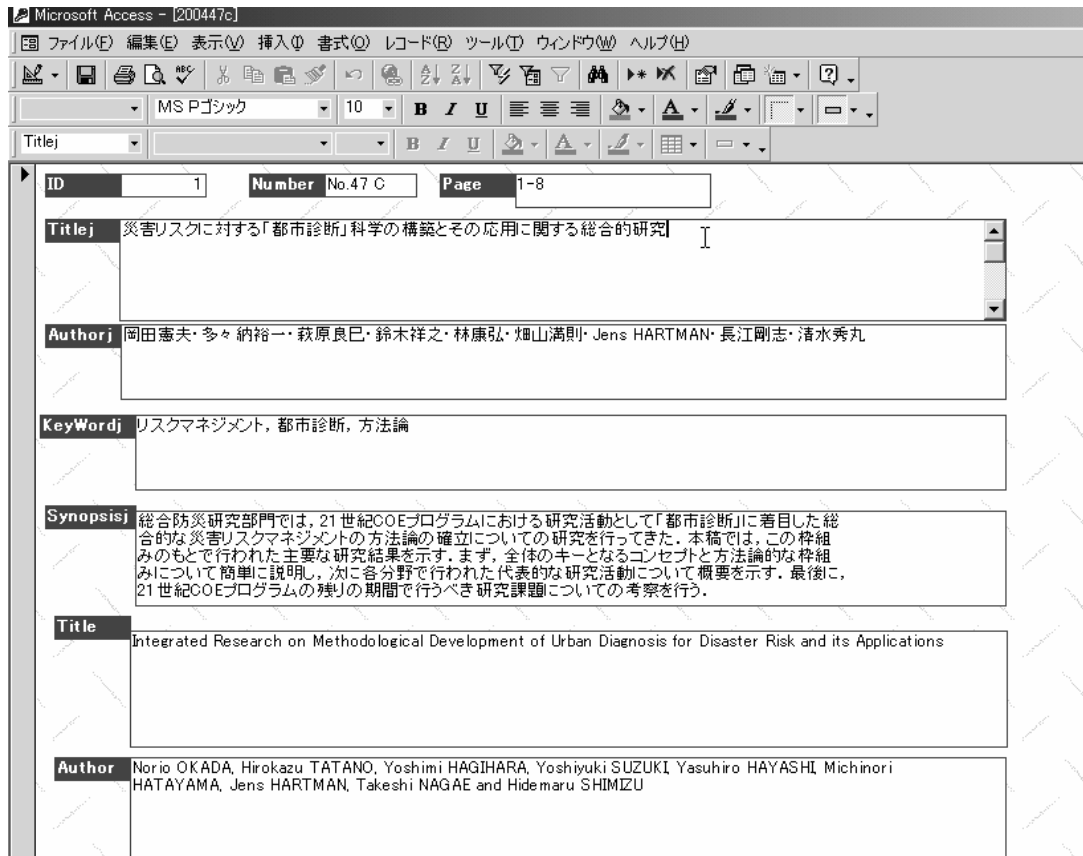 Microsoft Access - [200447c]
ファイル(F) 編集(E) 表示(V) 挿入(I) 書式(O) レコード(R) ツール(T) ウィンドウ(W) ヘルプ(H)
MS Pゴシック 10 B I U A
Titlej B I U A
ID 1 Number No.47 C Page 1-8
Titlej 災害リスクに対する「都市診断」科学の構築とその応用に関する総合的研究
Authorj 岡田憲夫・多々納裕一・萩原良巳・鈴木祥之・林康弘・畑山満則・Jens HARTMAN・長江剛志・清水秀丸
KeyWordj リスクマネジメント, 都市診断, 方法論
Synopsisj 総合防災研究部門では, 21世紀COEプログラムにおける研究活動として「都市診断」に着目した総
合的な災害リスクマネジメントの方法論の確立についての研究を行ってきた. 本稿では, この枠組
みのもとで行われた主要な研究結果を示す. まず, 全体のキーとなるコンセプトと方法論的な枠組
みについて簡単に説明し, 次に各分野で行われた代表的な研究活動について概要を示す. 最後に,
21世紀COEプログラムの残りの期間で行うべき研究課題についての考察を行う.
Title Integrated Research on Methodological Development of Urban Diagnosis for Disaster Risk and its Applications
Author Norio OKADA, Hirokazu TATANO, Yoshimi HAGIHARA, Yoshiyuki SUZUKI, Yasuhiro HAYASHI, Michinori
HATAYAMA, Jens HARTMAN, Takeshi NAGAE and Hidemaru SHIMIZU